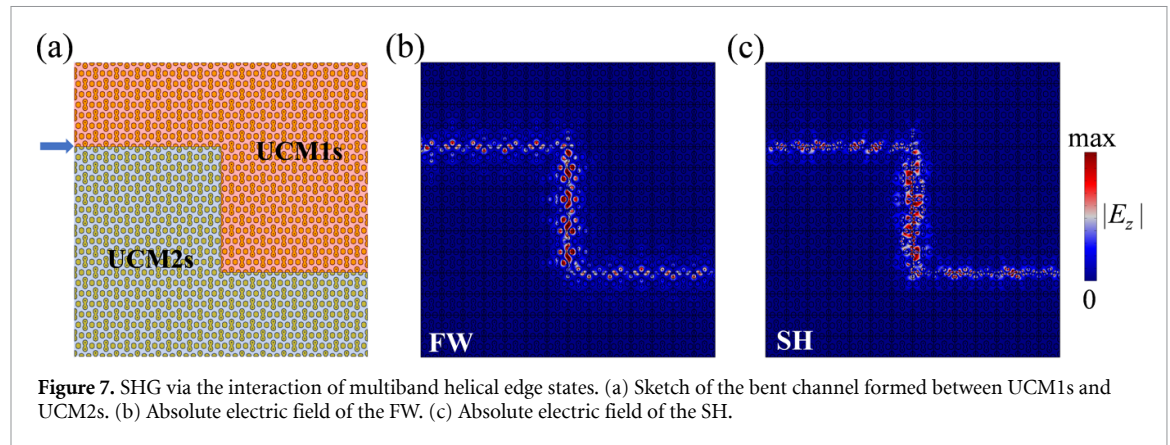 (a)
(b)
(c)
UCM1s
UCM2s
FW
SH
max
|E_z|
0
Figure 7. SHG via the interaction of multiband helical edge states. (a) Sketch of the bent channel formed between UCM1s and
UCM2s. (b) Absolute electric field of the FW. (c) Absolute electric field of the SH.